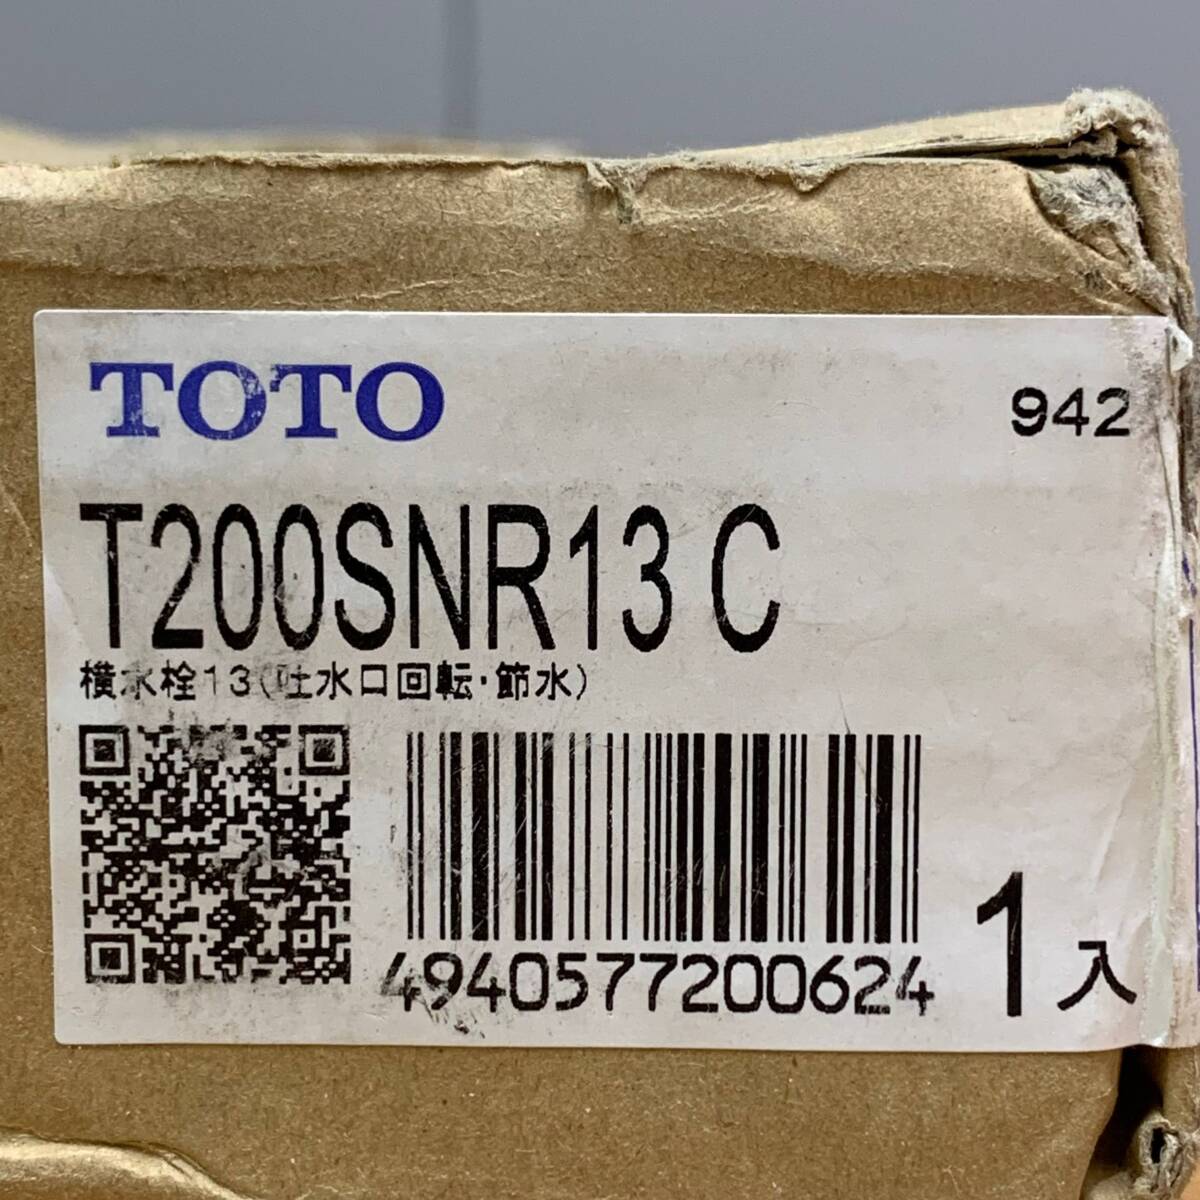 TOTO
942
T200SNR13 C
横水栓13(吐水口回転・節水)
4940577200624
1入